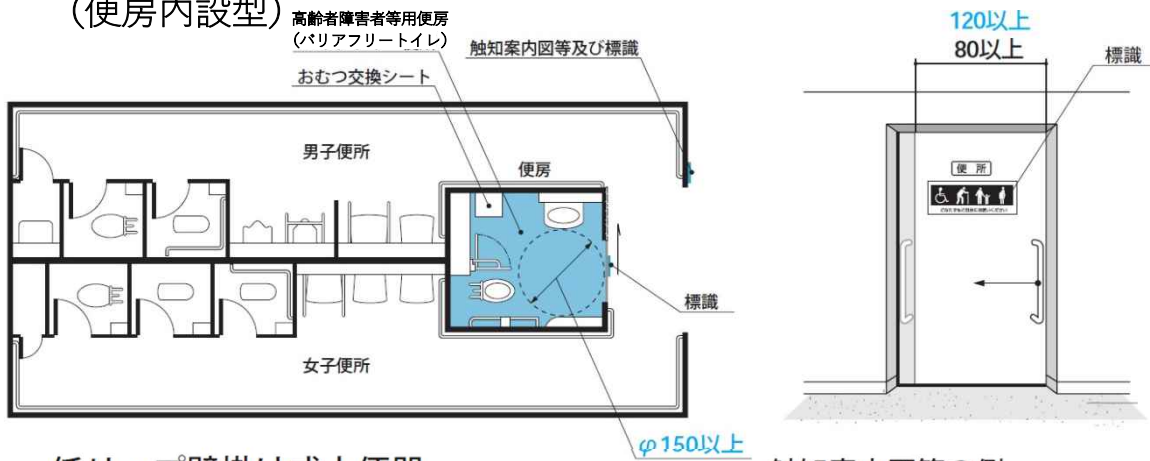 （便房内設型）
高齢者障害者等用便房
（バリアフリートイレ）
おむつ交換シート
触知案内図等及び標識
男子便所
便房
標識
女子便所
φ150以上
120以上
80以上
標識
便所